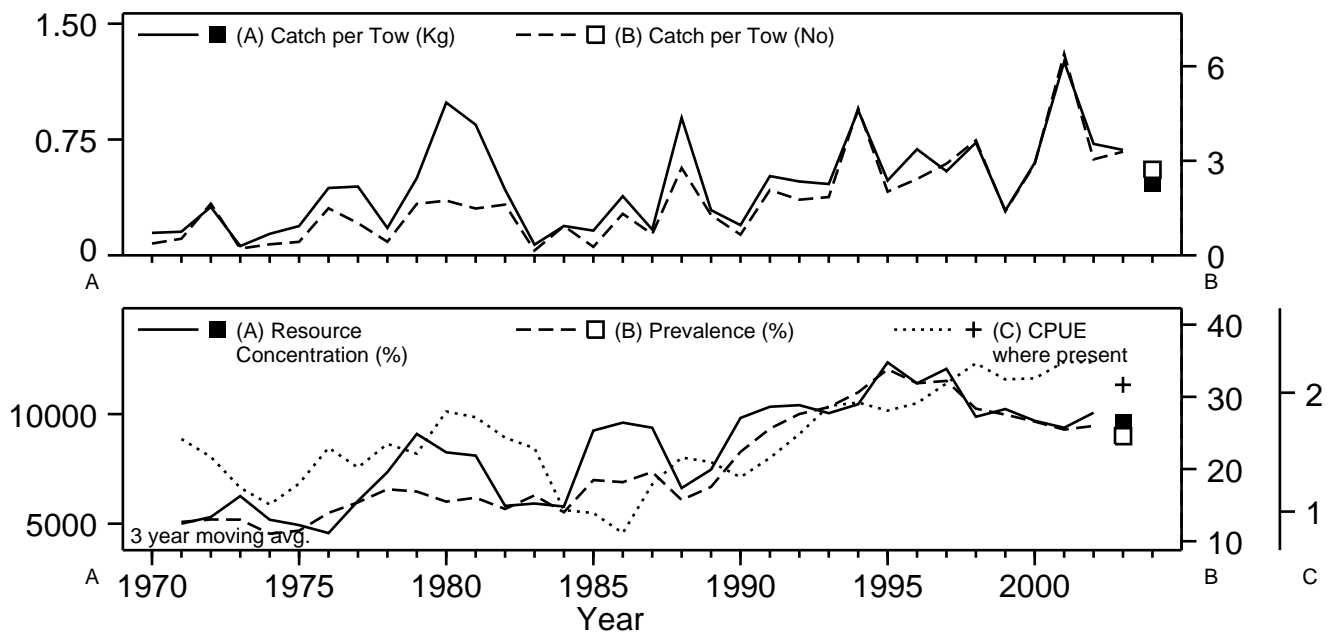 1.50
0.75
0
(A) Catch per Tow (Kg)
(B) Catch per Tow (No)
6
3
0
A
B
(A) Resource
Concentration (%)
(B) Prevalence (%)
(C) CPUE
where present
10000
5000
40
30
20
10
2
1
3 year moving avg.
A
1970
1975
1980
1985
1990
1995
2000
B
C
Year